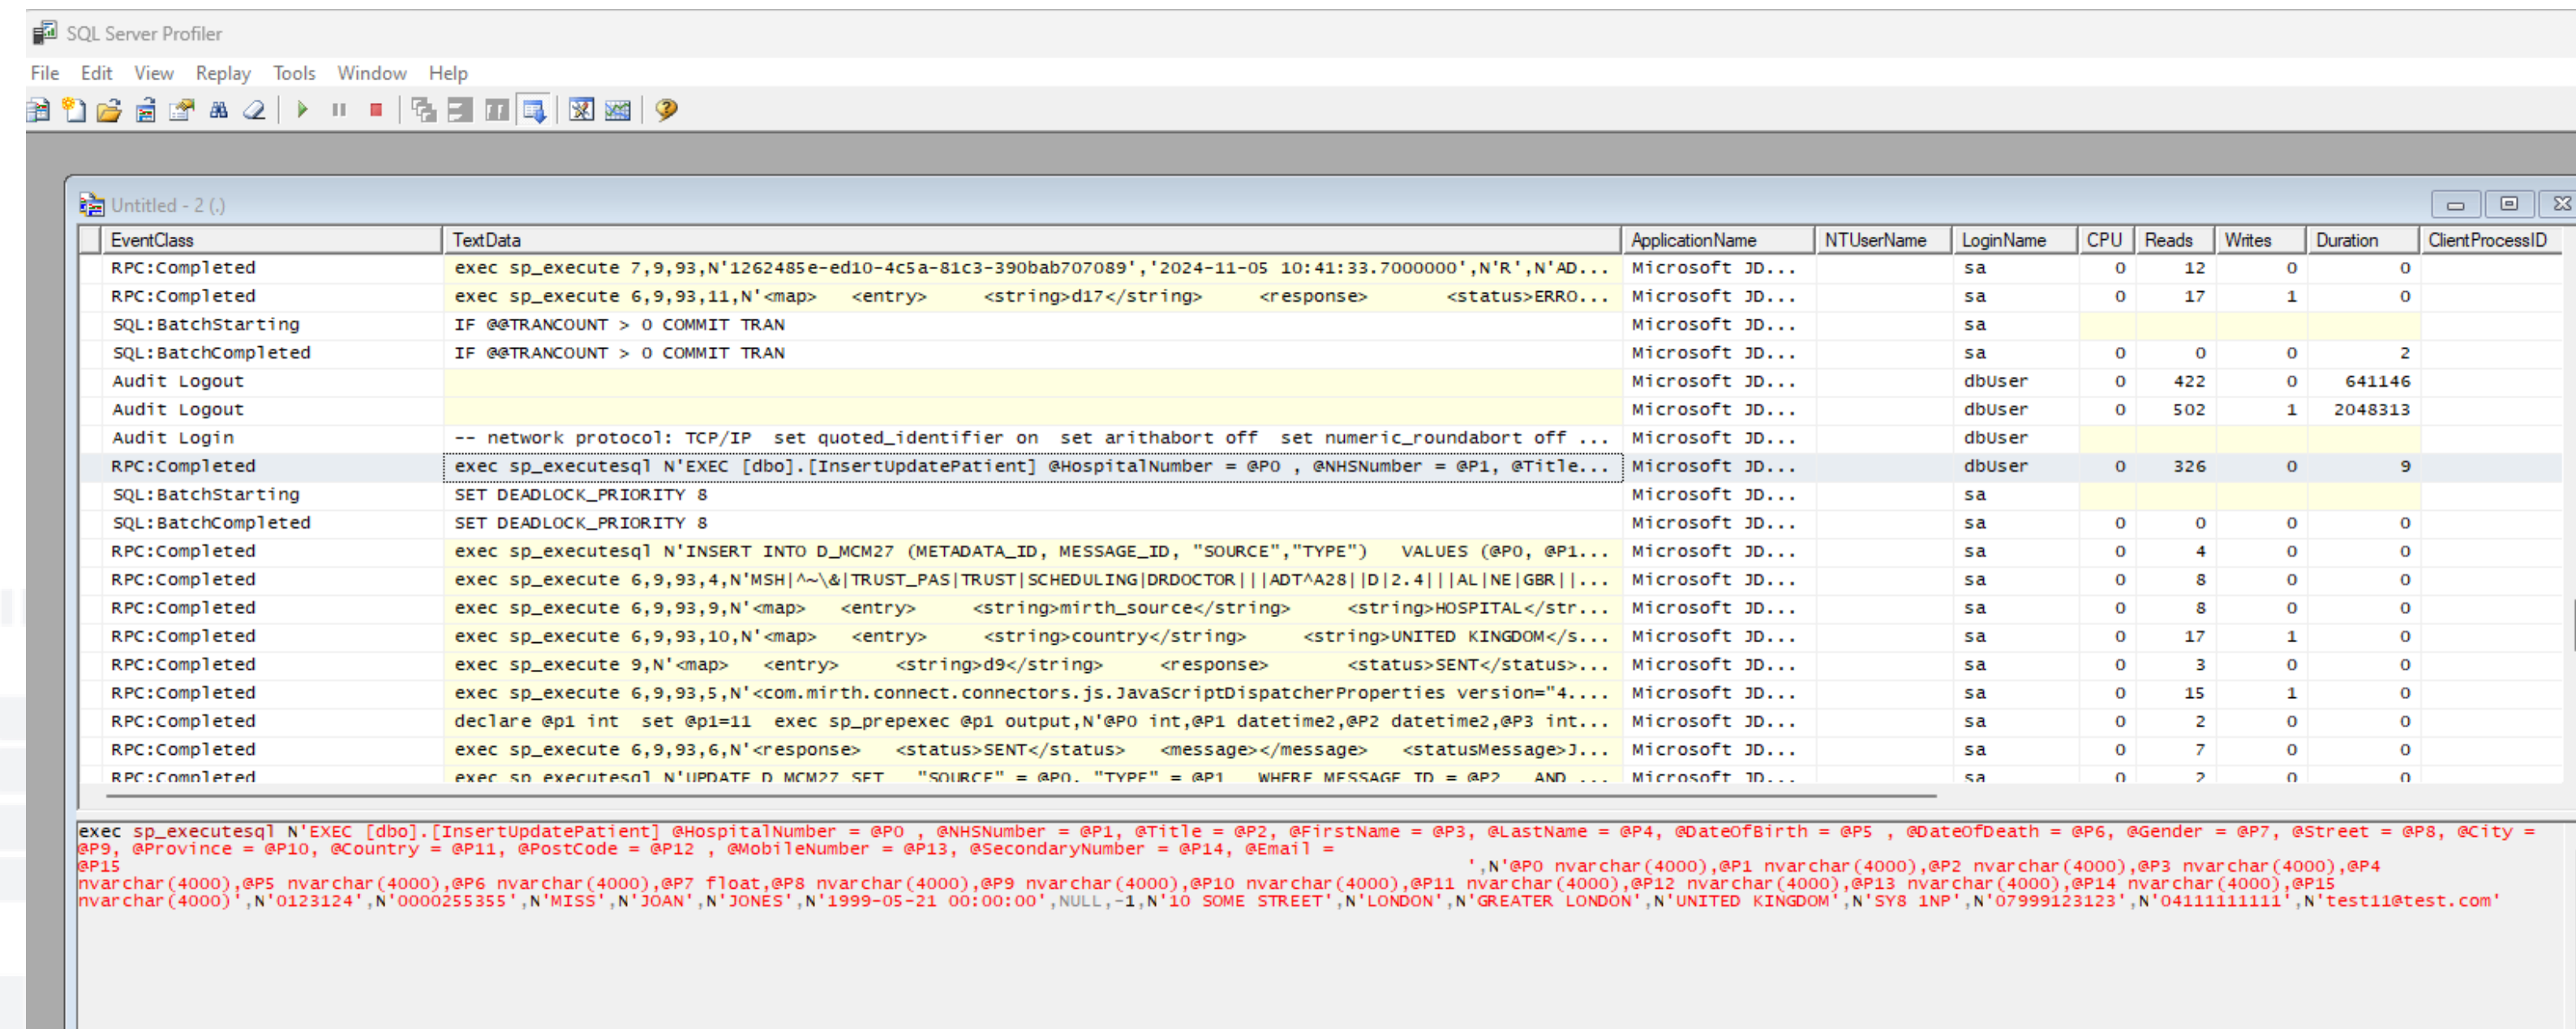 SQL Server Profiler
File Edit View Replay Tools Window Help
Untitled - 2 (.)
EventClass TextData ApplicationName NTUserName LoginName CPU Reads Writes Duration ClientProcessID
RPC:Completed exec sp_execute 7,9,93,N'1262485e-ed10-4c5a-81c3-390bab707089','2024-11-05 10:41:33.7000000',N'R',N'AD... Microsoft JD... sa 0 12 0 0
RPC:Completed exec sp_execute 6,9,93,11,N'<map> <entry> <string>d17</string> <response> <status>ERRO... Microsoft JD... sa 0 17 1 0
SQL:BatchStarting IF @@TRANCOUNT > 0 COMMIT TRAN Microsoft JD... sa
SQL:BatchCompleted IF @@TRANCOUNT > 0 COMMIT TRAN Microsoft JD... sa 0 0 0 2
Audit Logout Microsoft JD... dbUser 0 422 0 641146
Audit Logout Microsoft JD... dbUser 0 502 1 2048313
Audit Login -- network protocol: TCP/IP set quoted_identifier on set arithabort off set numeric_roundabort off ... Microsoft JD... dbUser
RPC:Completed exec sp_executesql N'EXEC [dbo].[InsertUpdatePatient] @HospitalNumber = @P0 , @NHSNumber = @P1, @Title... Microsoft JD... dbUser 0 326 0 9
SQL:BatchStarting SET DEADLOCK_PRIORITY 8 Microsoft JD... sa
SQL:BatchCompleted SET DEADLOCK_PRIORITY 8 Microsoft JD... sa 0 0 0 0
RPC:Completed exec sp_executesql N'INSERT INTO D_MCM27 (METADATA_ID, MESSAGE_ID, "SOURCE","TYPE") VALUES (@P0, @P1... Microsoft JD... sa 0 4 0 0
RPC:Completed exec sp_execute 6,9,93,4,N'MSH|^~\&|TRUST_PAS|TRUST|SCHEDULING|DRDOCTOR|||ADT^A28||D|2.4|||AL|NE|GBR||... Microsoft JD... sa 0 8 0 0
RPC:Completed exec sp_execute 6,9,93,9,N'<map> <entry> <string>mirth_source</string> <string>HOSPITAL</str... Microsoft JD... sa 0 8 0 0
RPC:Completed exec sp_execute 6,9,93,10,N'<map> <entry> <string>country</string> <string>UNITED KINGDOM</s... Microsoft JD... sa 0 17 1 0
RPC:Completed exec sp_execute 9,N'<map> <entry> <string>d9</string> <response> <status>SENT</status>... Microsoft JD... sa 0 3 0 0
RPC:Completed exec sp_execute 6,9,93,5,N'<com.mirth.connect.connectors.js.JavaScriptDispatcherProperties version="4.... Microsoft JD... sa 0 15 1 0
RPC:Completed declare @p1 int set @p1=11 exec sp_prepexec @p1 output,N'@P0 int,@P1 datetime2,@P2 datetime2,@P3 int... Microsoft JD... sa 0 2 0 0
RPC:Completed exec sp_execute 6,9,93,6,N'<response> <status>SENT</status> <message></message> <statusMessage>J... Microsoft JD... sa 0 7 0 0
RPC:Completed exec sp_executesql N'UPDATE D_MCM27 SET "SOURCE" = @P0, "TYPE" = @P1 WHERE MESSAGE_ID = @P2 AND ... Microsoft JD... sa 0 2 0 0
exec sp_executesql N'EXEC [dbo].[InsertUpdatePatient] @HospitalNumber = @P0 , @NHSNumber = @P1, @Title = @P2, @FirstName = @P3, @LastName = @P4, @DateOfBirth = @P5 , @DateOfDeath = @P6, @Gender = @P7, @Street = @P8, @City =
@P9, @Province = @P10, @Country = @P11, @PostCode = @P12 , @MobileNumber = @P13, @SecondaryNumber = @P14, @Email =
@P15 ',N'@P0 nvarchar(4000),@P1 nvarchar(4000),@P2 nvarchar(4000),@P3 nvarchar(4000),@P4
nvarchar(4000),@P5 nvarchar(4000),@P6 nvarchar(4000),@P7 float,@P8 nvarchar(4000),@P9 nvarchar(4000),@P10 nvarchar(4000),@P11 nvarchar(4000),@P12 nvarchar(4000),@P13 nvarchar(4000),@P14 nvarchar(4000),@P15
nvarchar(4000)',N'0123124',N'0000255355',N'MISS',N'JOAN',N'JONES',N'1999-05-21 00:00:00',NULL,-1,N'10 SOME STREET',N'LONDON',N'GREATER LONDON',N'UNITED KINGDOM',N'SY8 1NP',N'07999123123',N'04111111111',N'test11@test.com'